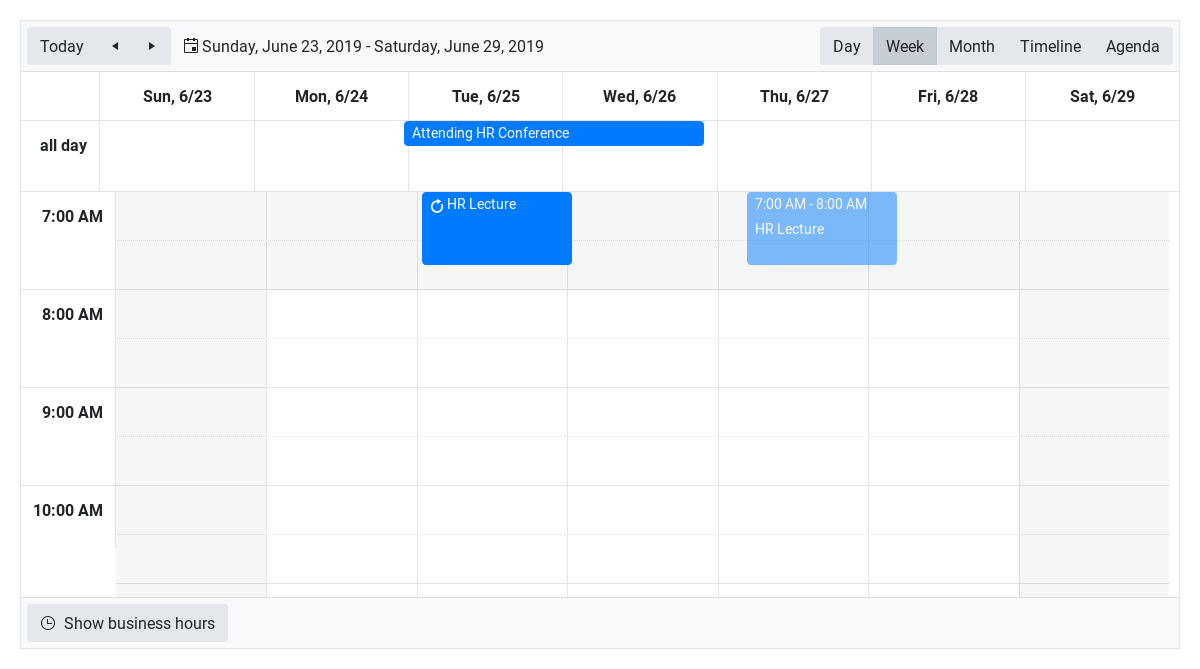 Today
Sunday, June 23, 2019 - Saturday, June 29, 2019
Day Week Month Timeline Agenda
Sun, 6/23 Mon, 6/24 Tue, 6/25 Wed, 6/26 Thu, 6/27 Fri, 6/28 Sat, 6/29
all day
Attending HR Conference
7:00 AM
HR Lecture
7:00 AM - 8:00 AM
HR Lecture
8:00 AM
9:00 AM
10:00 AM
Show business hours